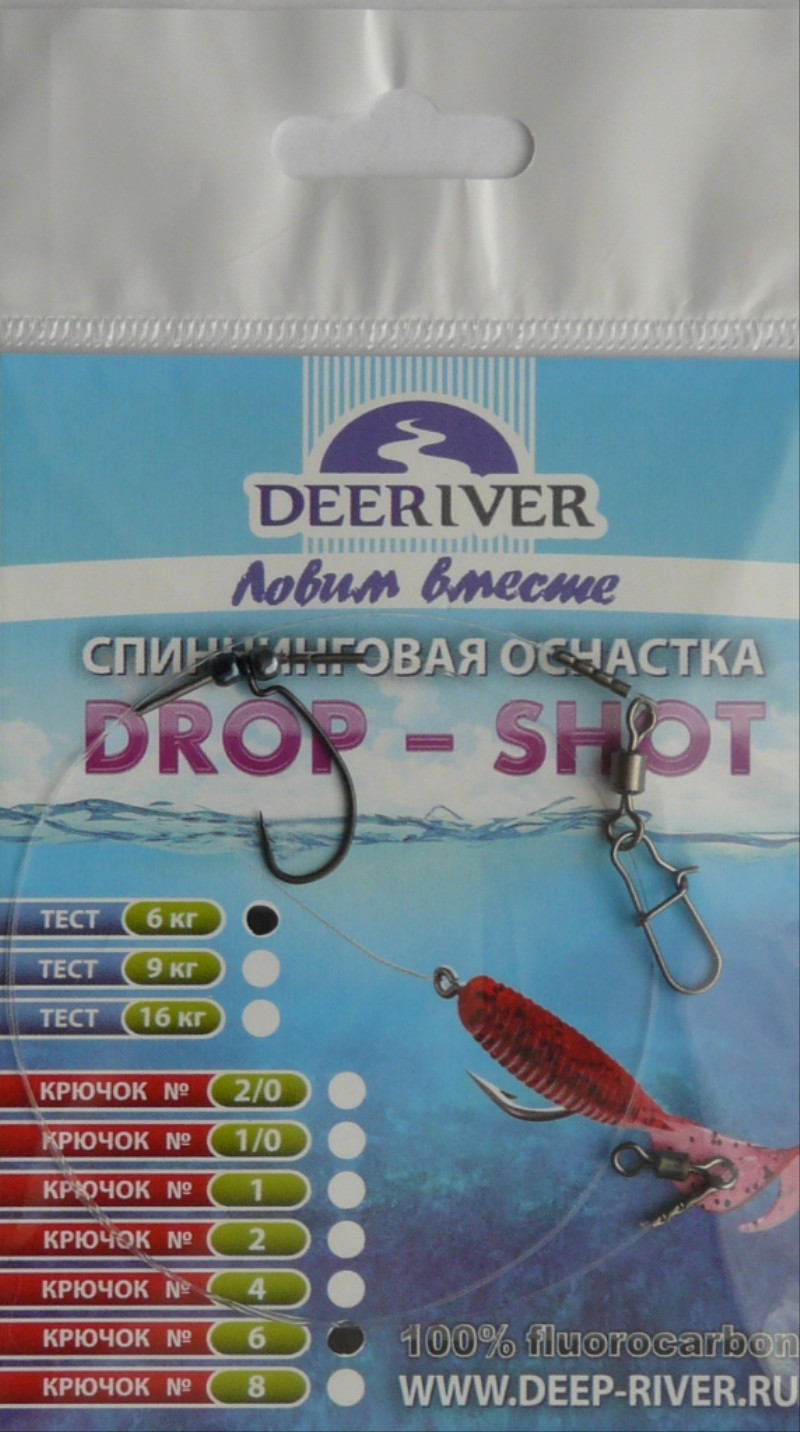 DEERIVER
Ловим вместе
СПИННИНГОВАЯ ОСНАСТКА
DROP – SHOT
ТЕСТ 6 кг
ТЕСТ 9 кг
ТЕСТ 16 кг
КРЮЧОК № 2/0
КРЮЧОК № 1/0
КРЮЧОК № 1
КРЮЧОК № 2
КРЮЧОК № 4
КРЮЧОК № 6
КРЮЧОК № 8
100% fluorocarbon
WWW.DEEP-RIVER.RU